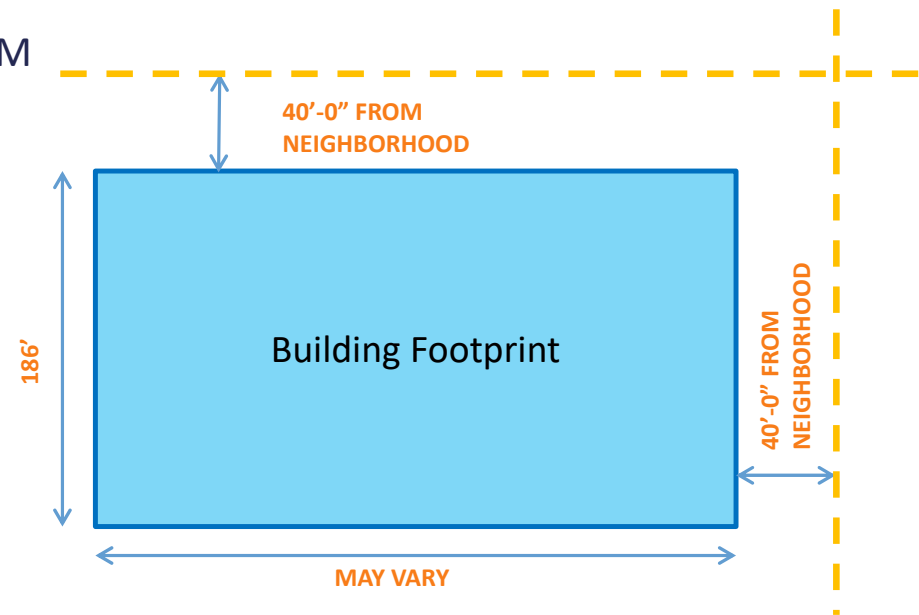 M
40’-0” FROM
NEIGHBORHOOD
186’
Building Footprint
40’-0” FROM
NEIGHBORHOOD
MAY VARY